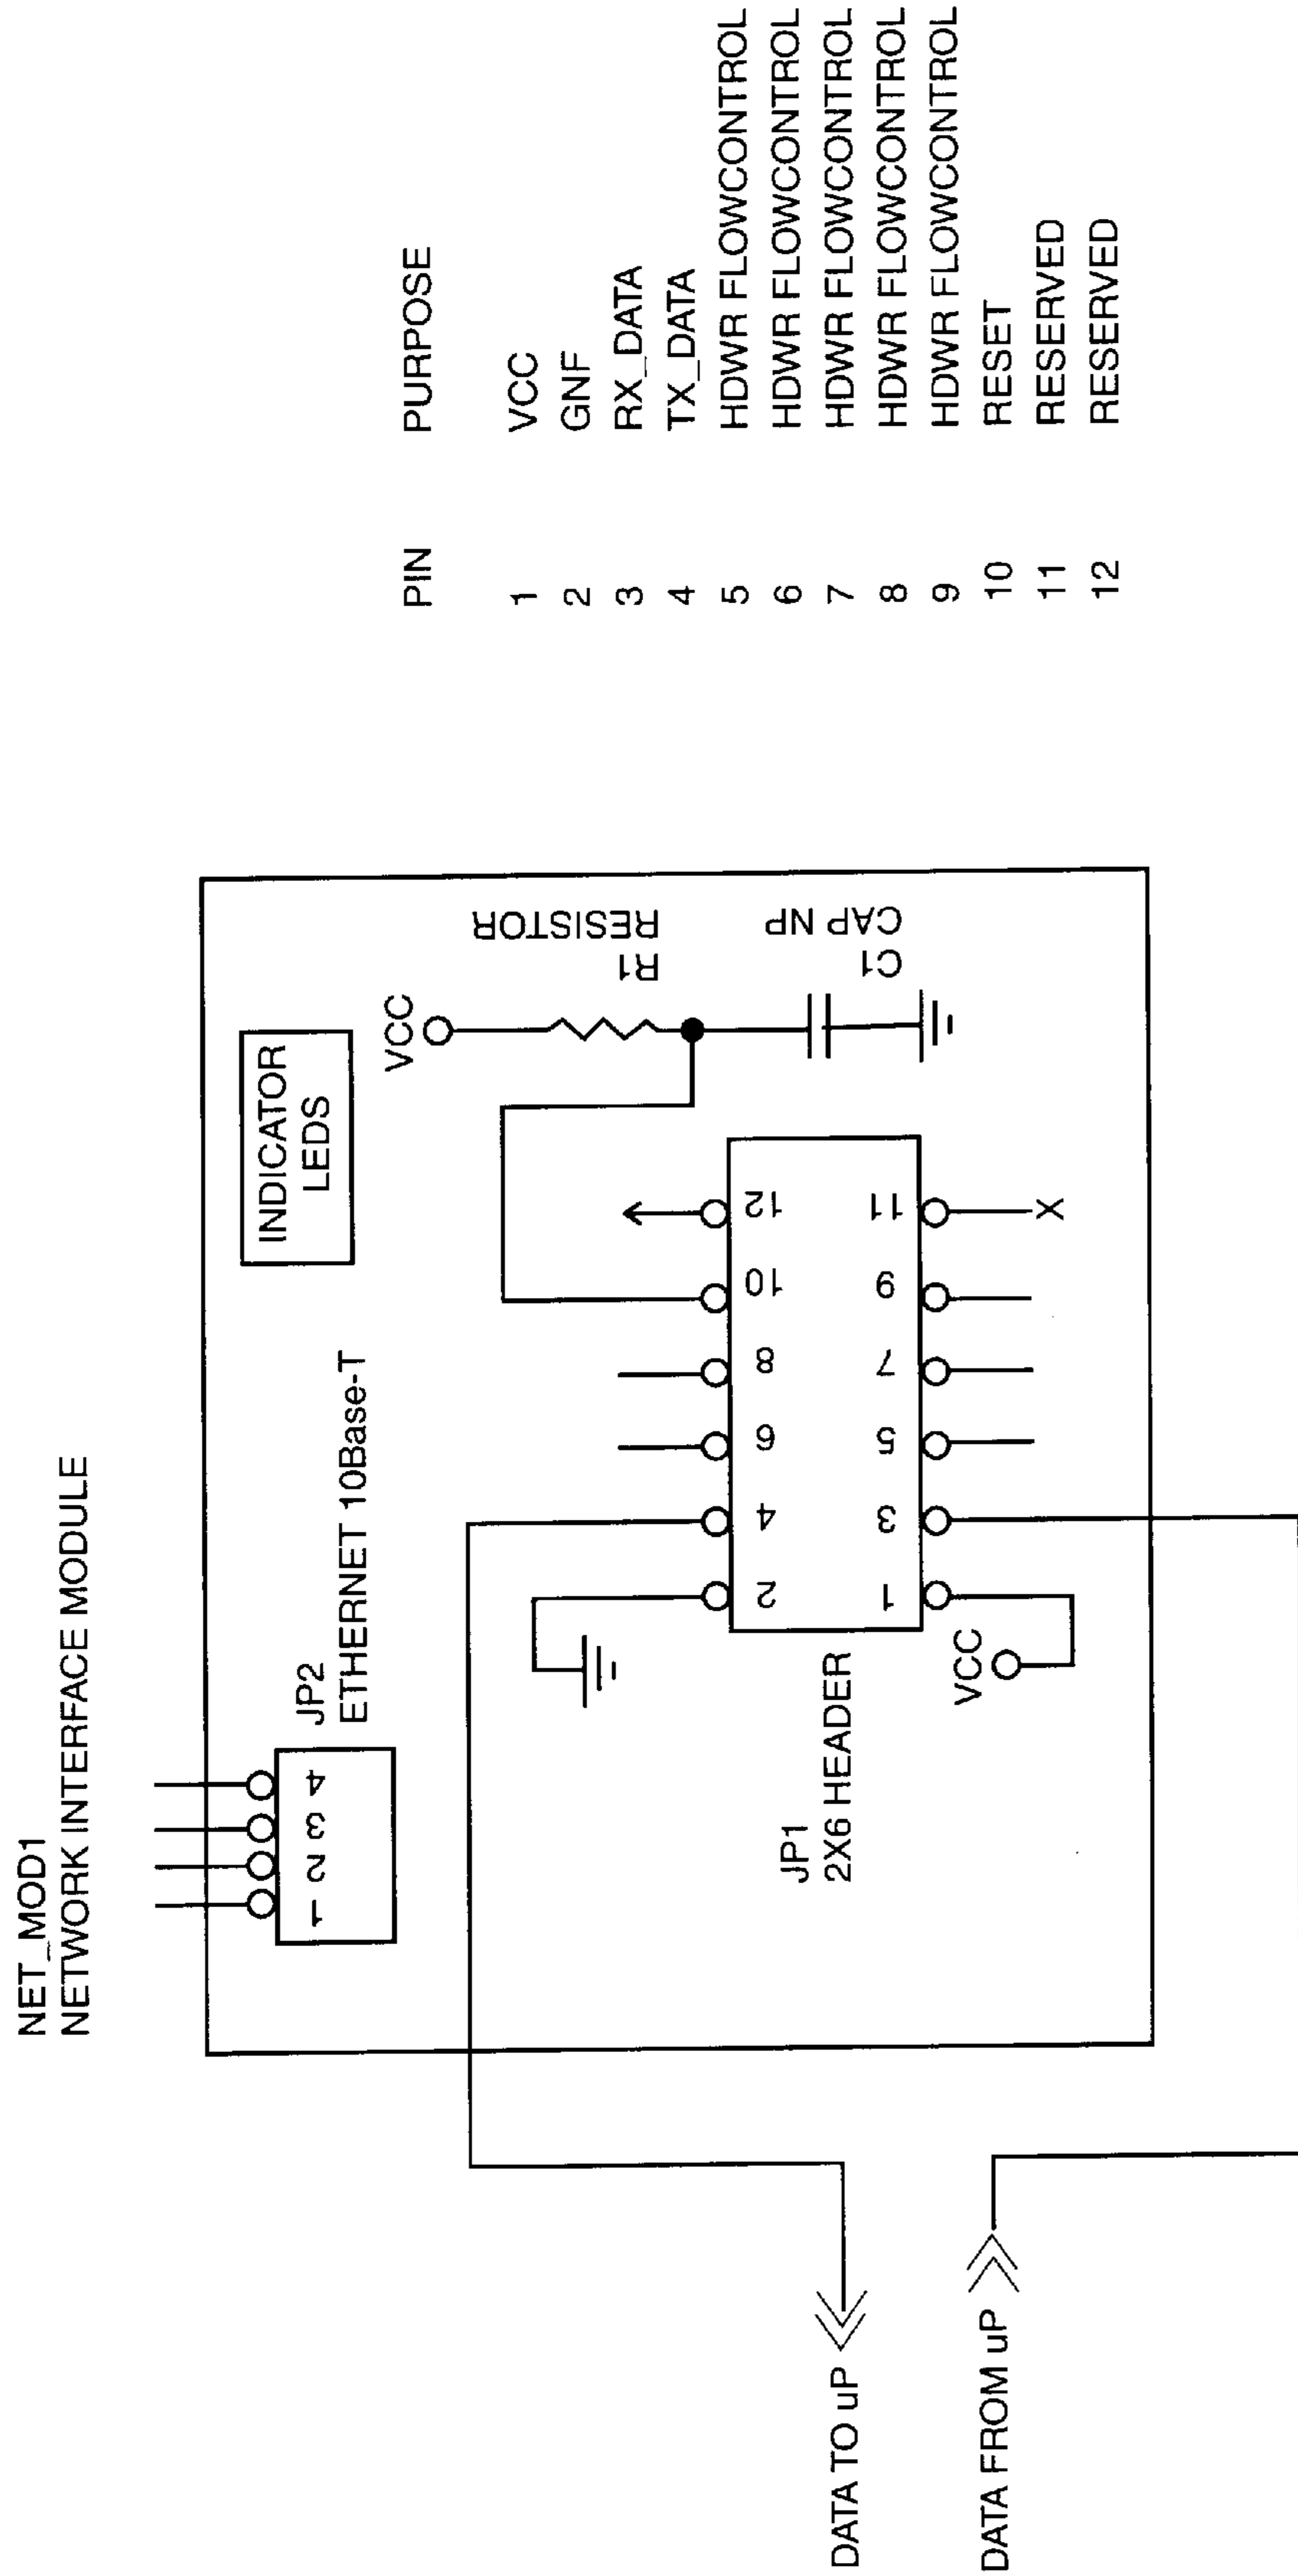 NET_MOD1
NETWORK INTERFACE MODULE
1 2 3 4
JP2
ETHERNET 10Base-T
INDICATOR
LEDS
VCC
R1
RESISTOR
C1
CAP NP
2 4 6 8 10 12
1 3 5 7 9 11
X
JP1
2X6 HEADER
VCC
DATA TO uP
DATA FROM uP
PIN PURPOSE
1 VCC
2 GNF
3 RX_DATA
4 TX_DATA
5 HDWR FLOWCONTROL
6 HDWR FLOWCONTROL
7 HDWR FLOWCONTROL
8 HDWR FLOWCONTROL
9 HDWR FLOWCONTROL
10 RESET
11 RESERVED
12 RESERVED